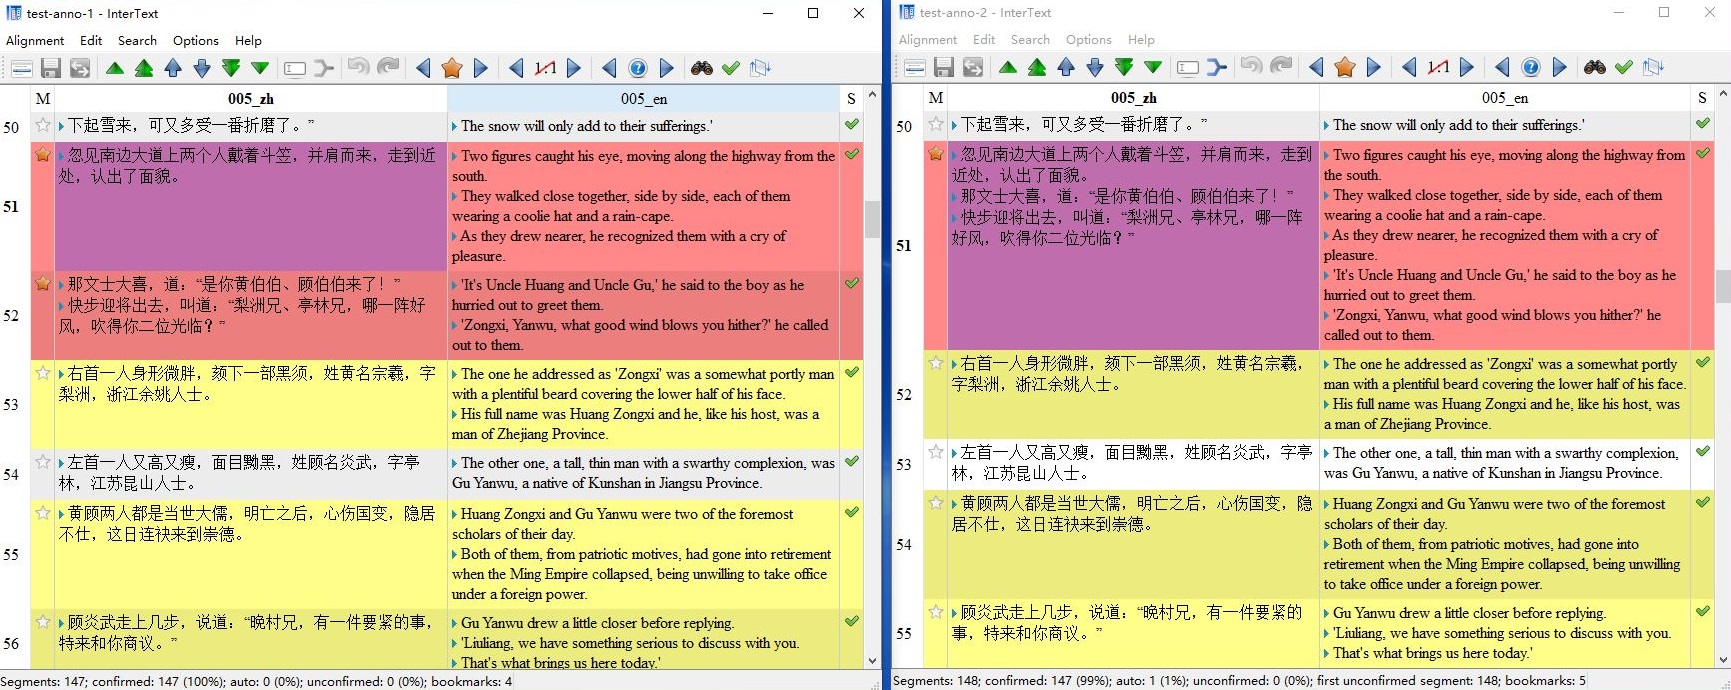 test-anno-1 - InterText
Alignment Edit Search Options Help
1:1
M 005_zh 005_en S
50
下起雪来，可又多受一番折磨了。”
The snow will only add to their sufferings.'
51
忽见南边大道上两个人戴着斗笠，并肩而来，走到近
处，认出了面貌。
Two figures caught his eye, moving along the highway from the
south.
They walked close together, side by side, each of them
wearing a coolie hat and a rain-cape.
As they drew nearer, he recognized them with a cry of
pleasure.
52
那文士大喜，道：“是你黄伯伯、顾伯伯来了！”
快步迎将出去，叫道：“梨洲兄、亭林兄，哪一阵好
风，吹得你二位光临？”
'It's Uncle Huang and Uncle Gu,' he said to the boy as he
hurried out to greet them.
'Zongxi, Yanwu, what good wind blows you hither?' he called
out to them.
53
右首一人身形微胖，颏下一部黑须，姓黄名宗羲，字
梨洲，浙江余姚人士。
The one he addressed as 'Zongxi' was a somewhat portly man
with a plentiful beard covering the lower half of his face.
His full name was Huang Zongxi and he, like his host, was a
man of Zhejiang Province.
54
左首一人又高又瘦，面目黝黑，姓顾名炎武，字亭
林，江苏昆山人士。
The other one, a tall, thin man with a swarthy complexion, was
Gu Yanwu, a native of Kunshan in Jiangsu Province.
55
黄顾两人都是当世大儒，明亡之后，心伤国变，隐居
不仕，这日连袂来到崇德。
Huang Zongxi and Gu Yanwu were two of the foremost
scholars of their day.
Both of them, from patriotic motives, had gone into retirement
when the Ming Empire collapsed, being unwilling to take office
under a foreign power.
56
顾炎武走上几步，说道：“晚村兄，有一件要紧的事，
特来和你商议。”
Gu Yanwu drew a little closer before replying.
'Liuliang, we have something serious to discuss with you.
That's what brings us here today.'
Segments: 147; confirmed: 147 (100%); auto: 0 (0%); unconfirmed: 0 (0%); bookmarks: 4
test-anno-2 - InterText
Alignment Edit Search Options Help
1:1
M 005_zh 005_en S
50
下起雪来，可又多受一番折磨了。”
The snow will only add to their sufferings.'
51
忽见南边大道上两个人戴着斗笠，并肩而来，走到
近处，认出了面貌。
那文士大喜，道：“是你黄伯伯、顾伯伯来了！”
快步迎将出去，叫道：“梨洲兄、亭林兄，哪一阵
好风，吹得你二位光临？”
Two figures caught his eye, moving along the highway from
the south.
They walked close together, side by side, each of them
wearing a coolie hat and a rain-cape.
As they drew nearer, he recognized them with a cry of
pleasure.
'It's Uncle Huang and Uncle Gu,' he said to the boy as he
hurried out to greet them.
'Zongxi, Yanwu, what good wind blows you hither?' he
called out to them.
52
右首一人身形微胖，颏下一部黑须，姓黄名宗羲，
字梨洲，浙江余姚人士。
The one he addressed as 'Zongxi' was a somewhat portly
man with a plentiful beard covering the lower half of his face.
His full name was Huang Zongxi and he, like his host, was
a man of Zhejiang Province.
53
左首一人又高又瘦，面目黝黑，姓顾名炎武，字亭
林，江苏昆山人士。
The other one, a tall, thin man with a swarthy complexion,
was Gu Yanwu, a native of Kunshan in Jiangsu Province.
54
黄顾两人都是当世大儒，明亡之后，心伤国变，隐
居不仕，这日连袂来到崇德。
Huang Zongxi and Gu Yanwu were two of the foremost
scholars of their day.
Both of them, from patriotic motives, had gone into
retirement when the Ming Empire collapsed, being unwilling
to take office under a foreign power.
55
顾炎武走上几步，说道：“晚村兄，有一件要紧的
事，特来和你商议。”
Gu Yanwu drew a little closer before replying.
'Liuliang, we have something serious to discuss with you.
That's what brings us here today.'
Segments: 148; confirmed: 147 (99%); auto: 1 (1%); unconfirmed: 0 (0%); first unconfirmed segment: 148; bookmarks: 5